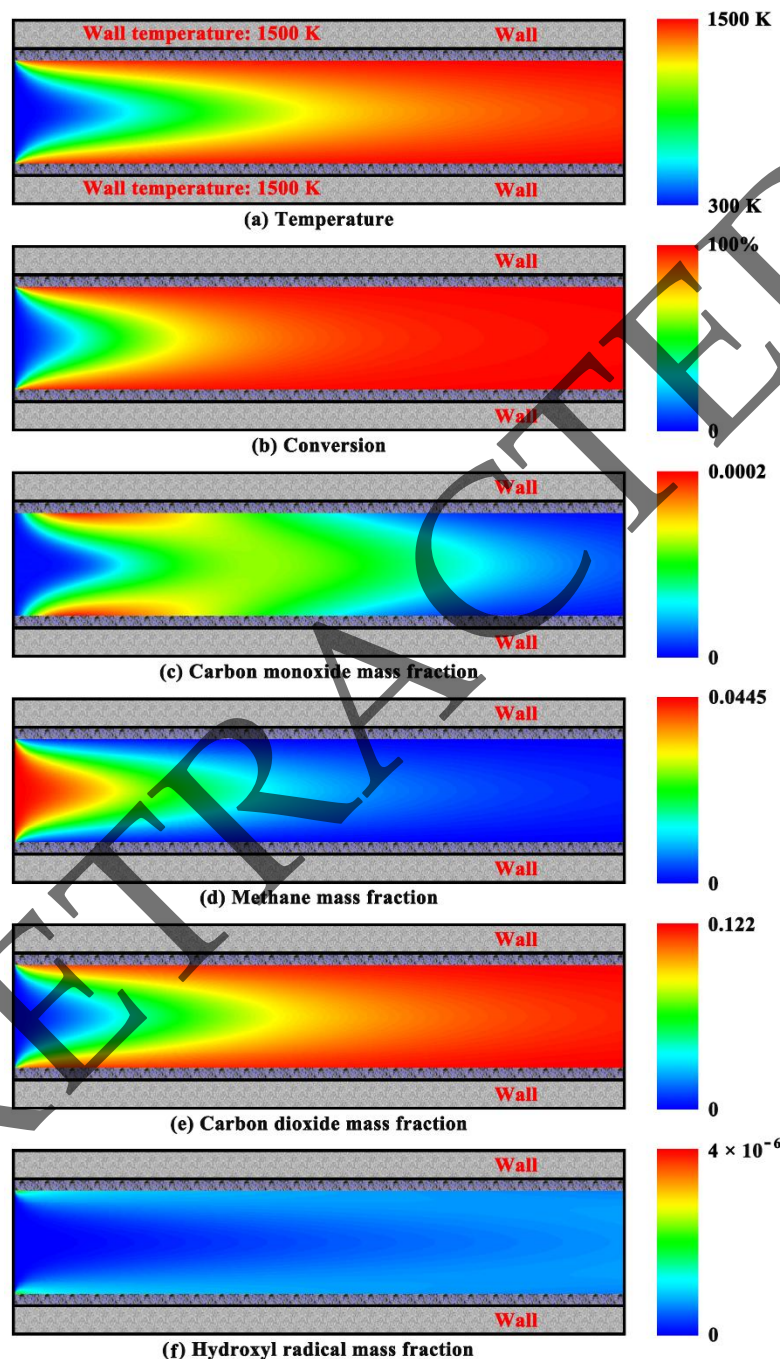 Wall temperature: 1500 K Wall 1500 K
Wall temperature: 1500 K Wall
300 K
(a) Temperature
100%
Wall
Wall
0
(b) Conversion
0.0002
Wall
Wall
0
(c) Carbon monoxide mass fraction
0.0445
Wall
Wall
0
(d) Methane mass fraction
0.122
Wall
Wall
0
(e) Carbon dioxide mass fraction
4 × 10⁻⁶
Wall
Wall
0
(f) Hydroxyl radical mass fraction
RETRACTED